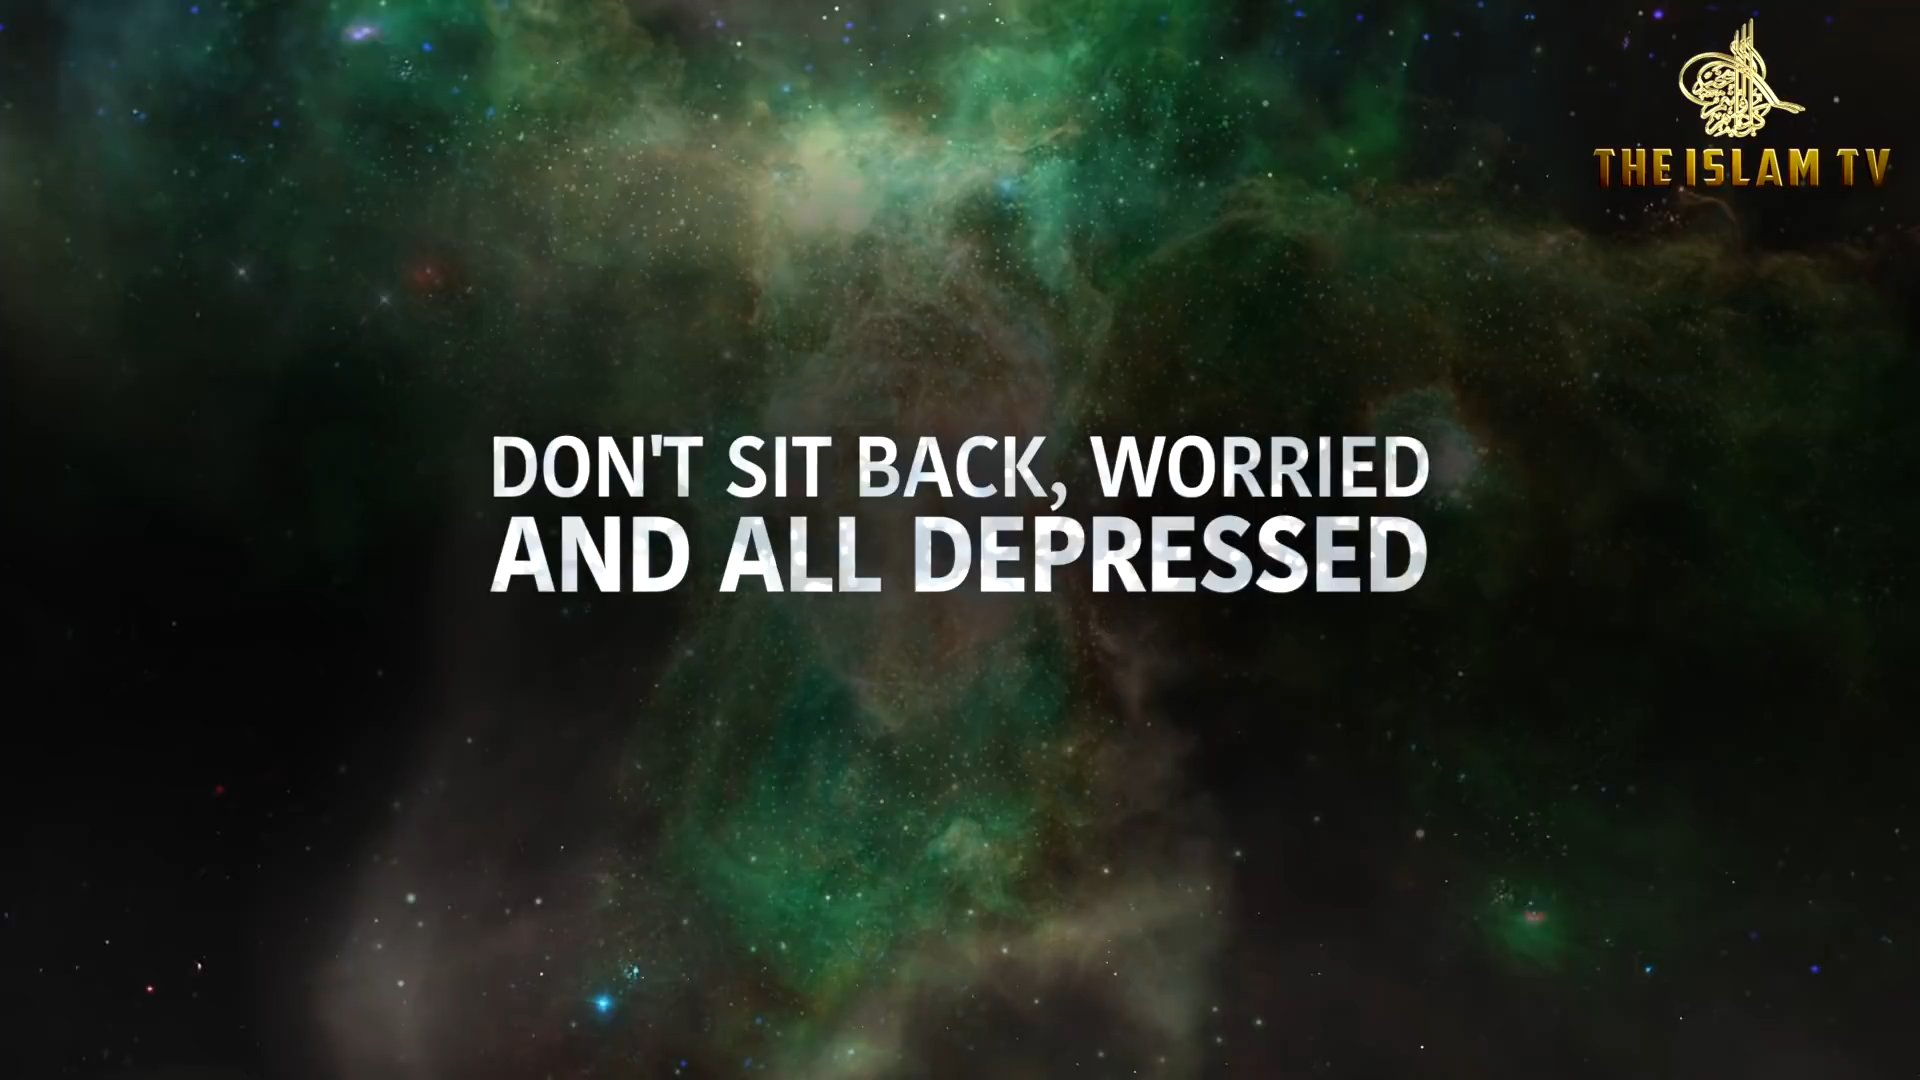 THE ISLAM TV
DON'T SIT BACK, WORRIED
AND ALL DEPRESSED